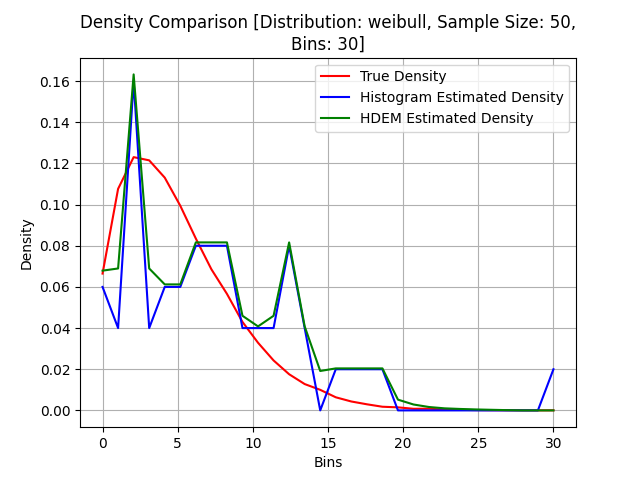 Density Comparison [Distribution: weibull, Sample Size: 50,
Bins: 30]
True Density
Histogram Estimated Density
HDEM Estimated Density
Density
0.16
0.14
0.12
0.10
0.08
0.06
0.04
0.02
0.00
0 5 10 15 20 25 30
Bins